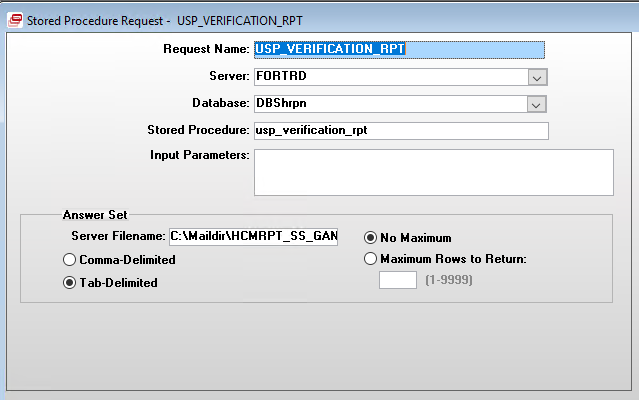 Stored Procedure Request - USP_VERIFICATION_RPT
Request Name: USP_VERIFICATION_RPT
Server: FORTRD
Database: DBShrpn
Stored Procedure: usp_verification_rpt
Input Parameters:
Answer Set
Server Filename: C:\Maildir\HCMRPT_SS_GAN
No Maximum
Comma-Delimited
Maximum Rows to Return:
Tab-Delimited
(1-9999)